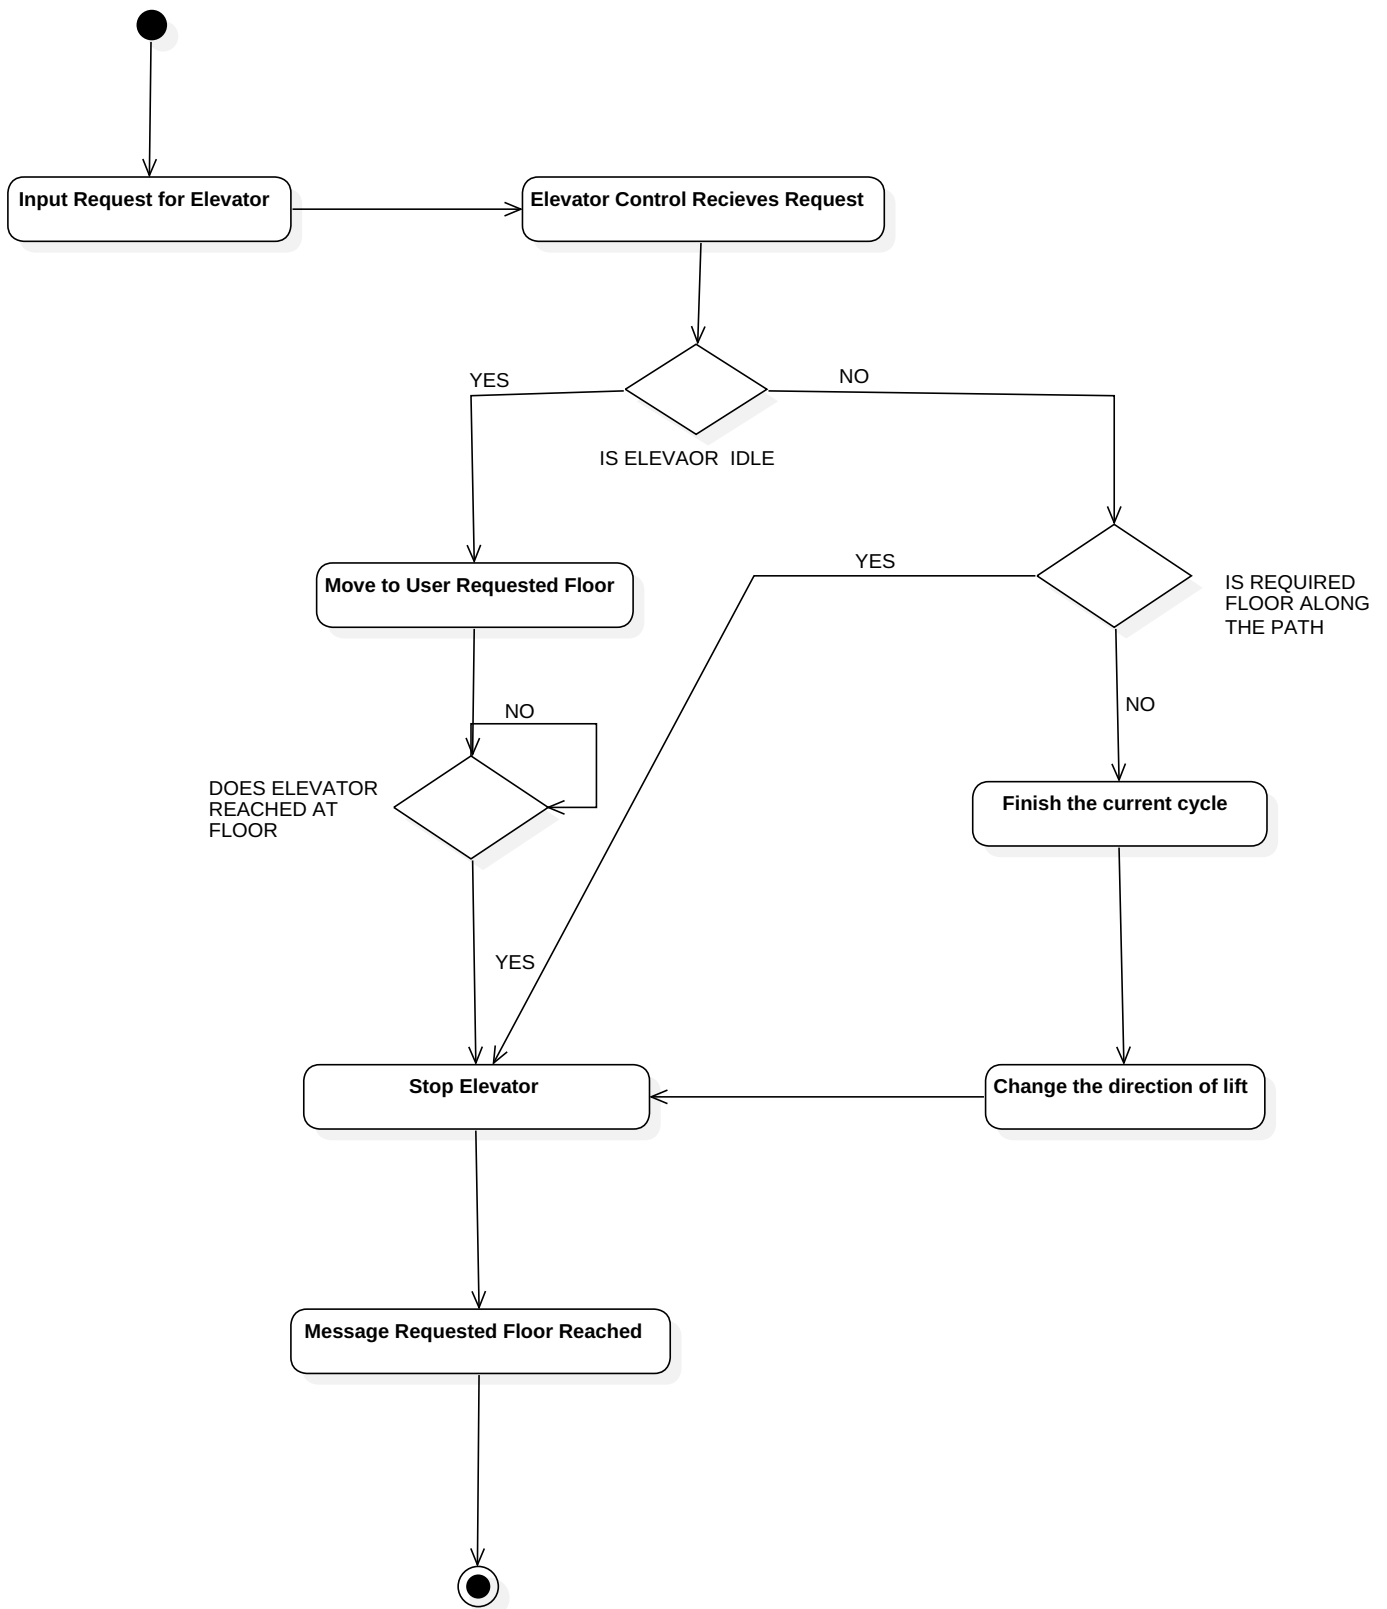 Input Request for Elevator
Elevator Control Recieves Request
YES
NO
IS ELEVAOR  IDLE
YES
IS REQUIRED
FLOOR ALONG
THE PATH
Move to User Requested Floor
NO
NO
DOES ELEVATOR
REACHED AT
FLOOR
Finish the current cycle
YES
Stop Elevator
Change the direction of lift
Message Requested Floor Reached